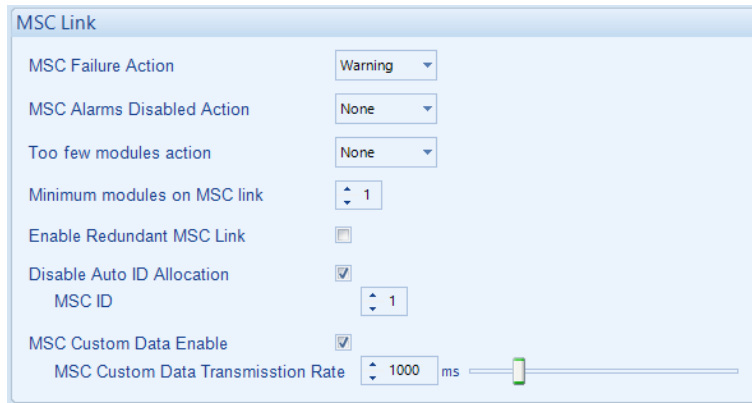 MSC Link
MSC Failure Action Warning
MSC Alarms Disabled Action None
Too few modules action None
Minimum modules on MSC link 1
Enable Redundant MSC Link
Disable Auto ID Allocation
MSC ID 1
MSC Custom Data Enable
MSC Custom Data Transmisstion Rate 1000 ms